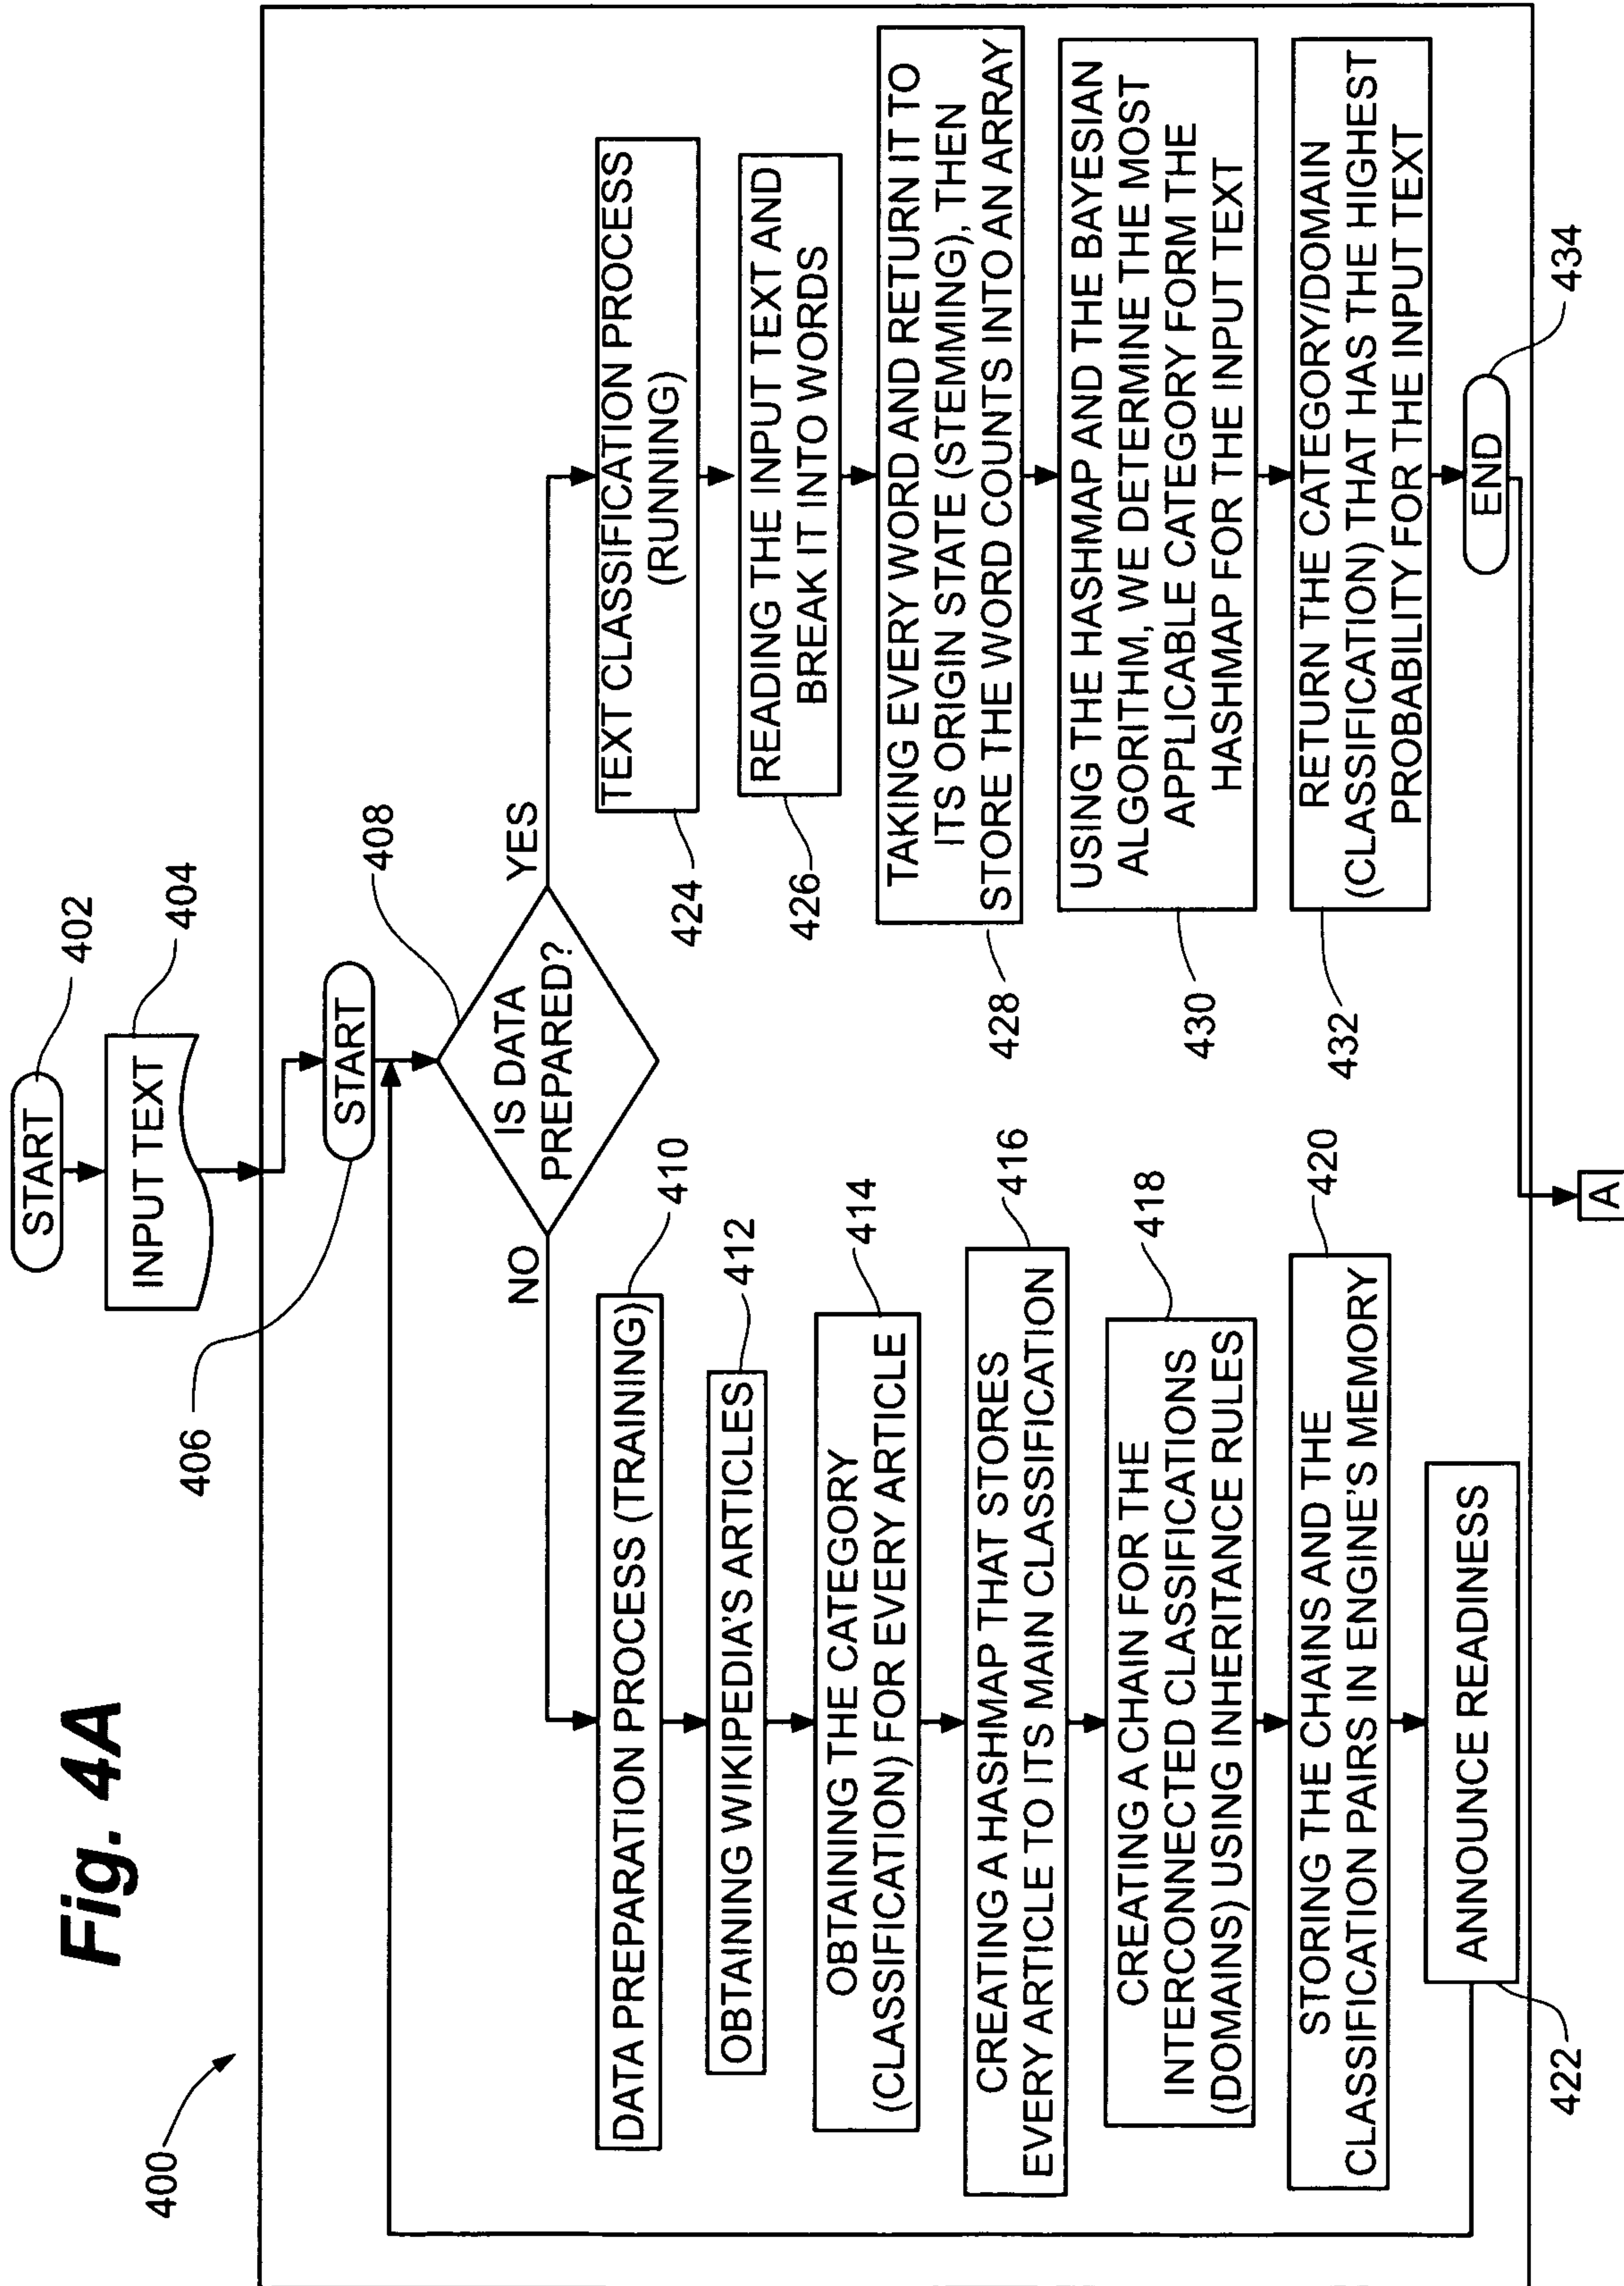 Fig. 4A
400
START
402
INPUT TEXT
404
START
406
IS DATA
PREPARED?
408
NO
YES
DATA PREPARATION PROCESS (TRAINING)
410
OBTAINING WIKIPEDIA'S ARTICLES
412
OBTAINING THE CATEGORY
(CLASSIFICATION) FOR EVERY ARTICLE
414
CREATING A HASHMAP THAT STORES
EVERY ARTICLE TO ITS MAIN CLASSIFICATION
416
CREATING A CHAIN FOR THE
INTERCONNECTED CLASSIFICATIONS
(DOMAINS) USING INHERITANCE RULES
418
STORING THE CHAINS AND THE
CLASSIFICATION PAIRS IN ENGINE'S MEMORY
420
ANNOUNCE READINESS
422
TEXT CLASSIFICATION PROCESS
(RUNNING)
424
READING THE INPUT TEXT AND
BREAK IT INTO WORDS
426
TAKING EVERY WORD AND RETURN IT TO
ITS ORIGIN STATE (STEMMING), THEN
STORE THE WORD COUNTS INTO AN ARRAY
428
USING THE HASHMAP AND THE BAYESIAN
ALGORITHM, WE DETERMINE THE MOST
APPLICABLE CATEGORY FORM THE
HASHMAP FOR THE INPUT TEXT
430
RETURN THE CATEGORY/DOMAIN
(CLASSIFICATION) THAT HAS THE HIGHEST
PROBABILITY FOR THE INPUT TEXT
432
END
434
A